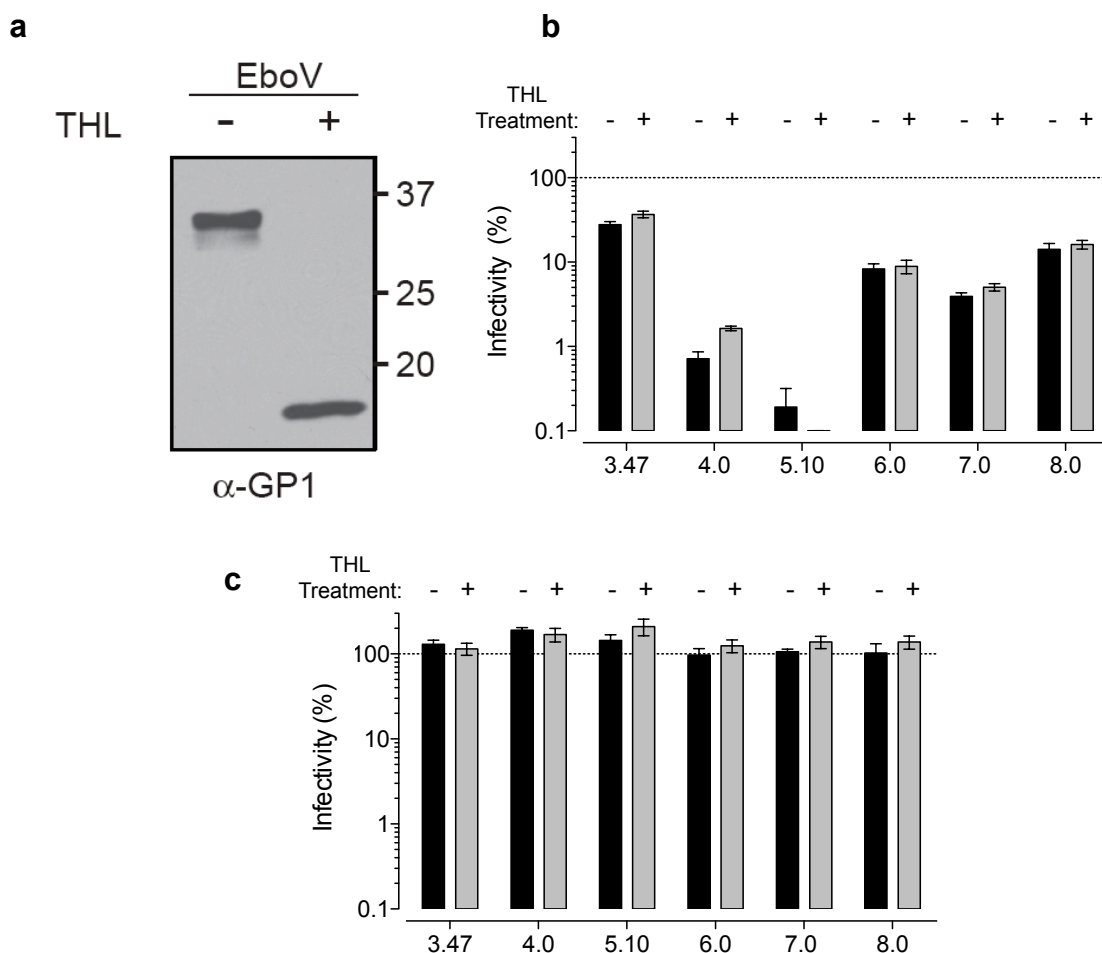 a
EboV
THL - +
37
25
20
α-GP1
b
THL
Treatment: - + - + - + - + - + - +
Infectivity (%)
100
10
1
0.1
3.47 4.0 5.10 6.0 7.0 8.0
c
THL
Treatment: - + - + - + - + - + - +
Infectivity (%)
100
10
1
0.1
3.47 4.0 5.10 6.0 7.0 8.0